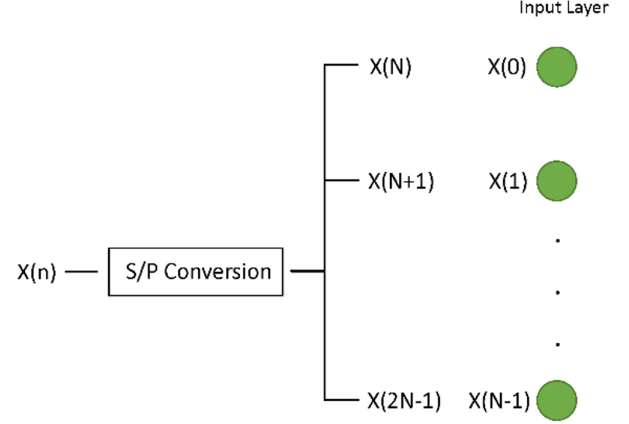 Input Layer
X(N) X(0)
X(N+1) X(1)
X(n) S/P Conversion
X(2N-1) X(N-1)